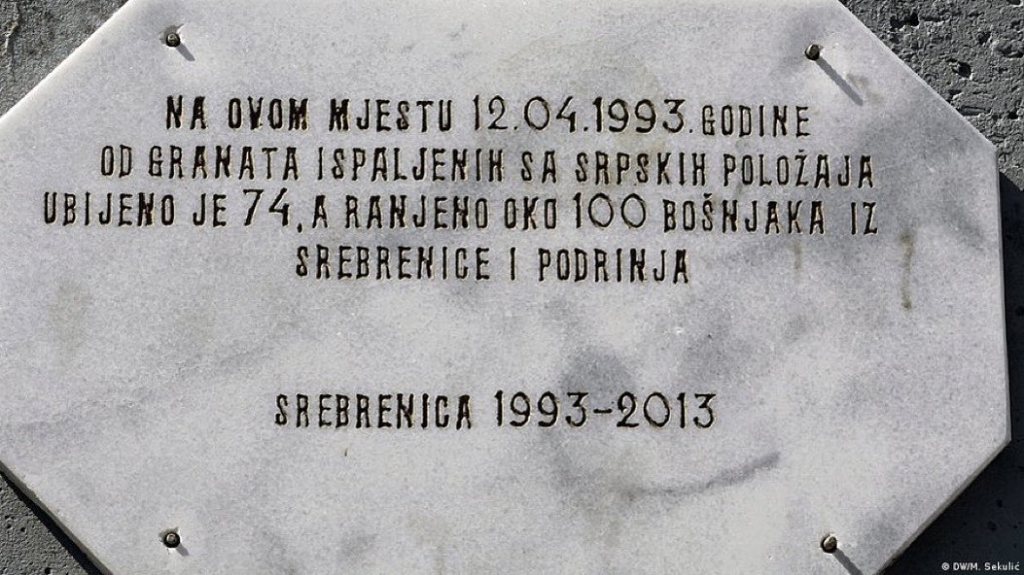 NA OVOM MJESTU 12.04.1993. GODINE
OD GRANATA ISPALJENIH SA SRPSKIH POLOŽAJA
UBIJENO JE 74, A RANJENO OKO 100 BOŠNJAKA IZ
SREBRENICE I PODRINJA
SREBRENICA 1993-2013
© DW/M. Sekulić